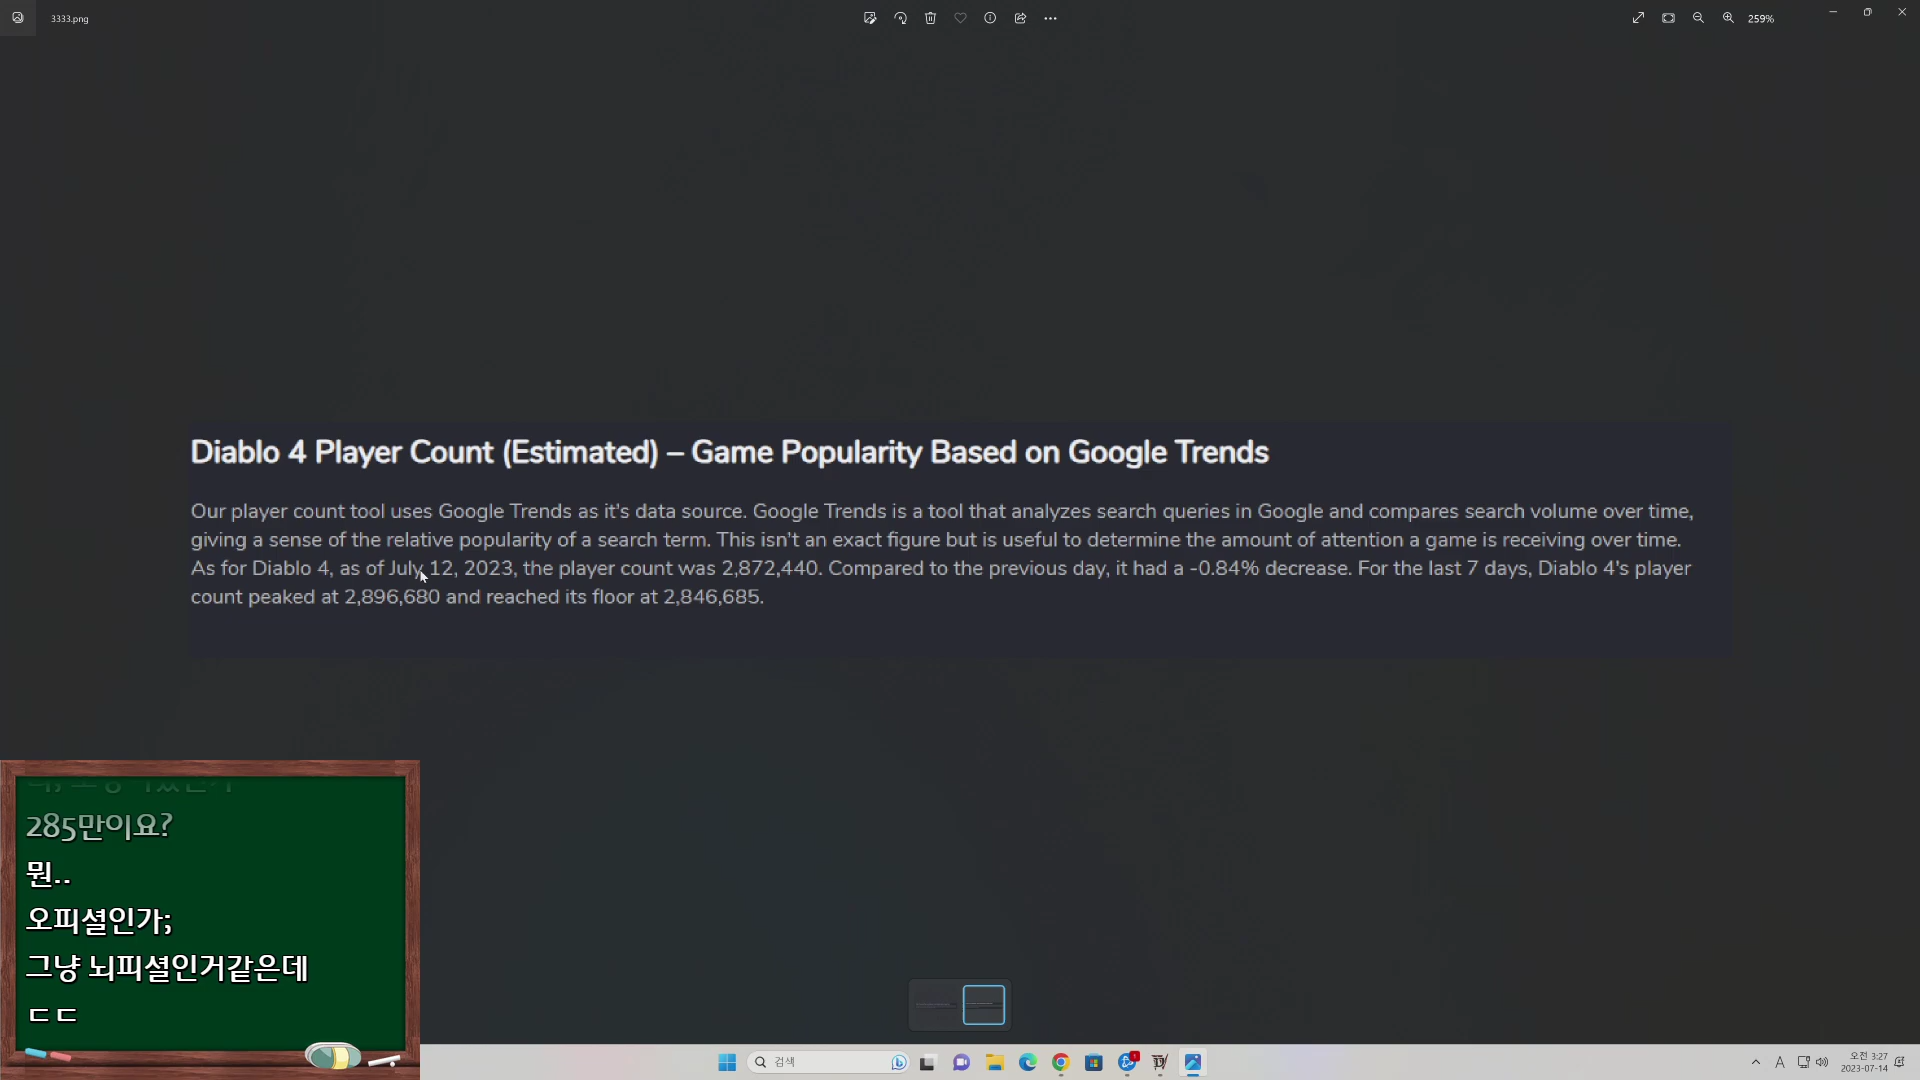 3333.png
259%
Diablo 4 Player Count (Estimated) – Game Popularity Based on Google Trends
Our player count tool uses Google Trends as it's data source. Google Trends is a tool that analyzes search queries in Google and compares search volume over time,
giving a sense of the relative popularity of a search term. This isn't an exact figure but is useful to determine the amount of attention a game is receiving over time.
As for Diablo 4, as of July 12, 2023, the player count was 2,872,440. Compared to the previous day, it had a -0.84% decrease. For the last 7 days, Diablo 4's player
count peaked at 2,896,680 and reached its floor at 2,846,685.
285만이요?
뭔..
오피셜인가;
그냥 뇌피셜인거같은데
ㄷㄷ
검색
A
오전 3:27
2023-07-14